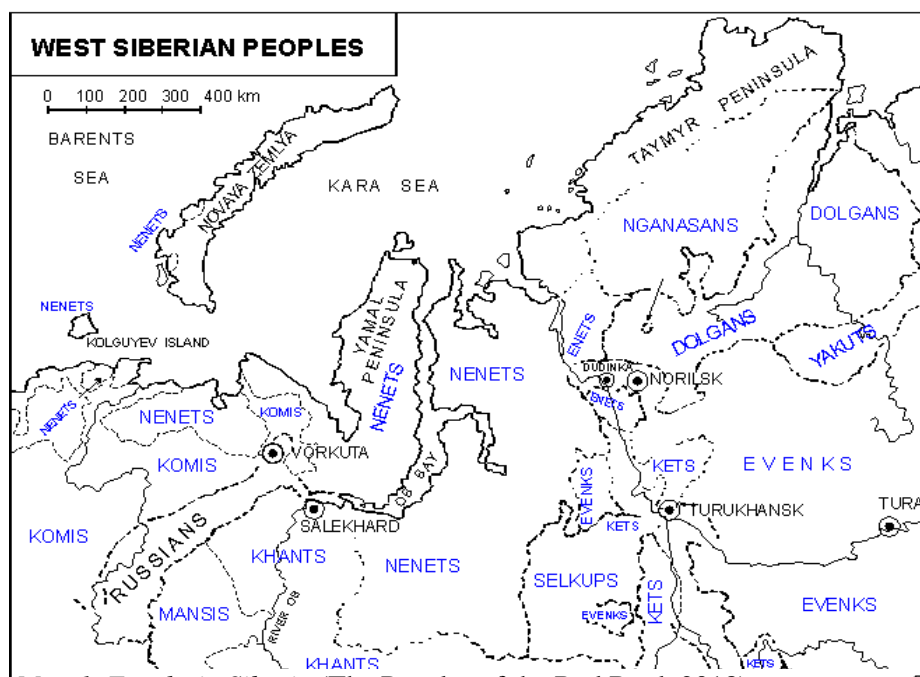 WEST SIBERIAN PEOPLES
0 100 200 300 400 km
BARENTS
SEA
NOVAYA ZEMLYA
KARA SEA
TAYMYR PENINSULA
NENETS
NGANASANS
DOLGANS
NENETS
KOLGUYEV ISLAND
YAMAL
PENINSULA
NENETS
NENETS
ENETS
DOLGANS
YAKUTS
DUDINKA
NORILSK
ENETS
NENETS
NENETS
KOMIS
VORKUTA
KOMIS
OB BAY
EVENKS
KETS
EVENKS
SALEKHARD
KETS
TURUKHANSK
TURA
KOMIS
RUSSIANS
KHANTS
NENETS
SELKUPS
KETS
MANSIS
RIVER OB
EVENKS
EVENKS
KHANTS
KETS